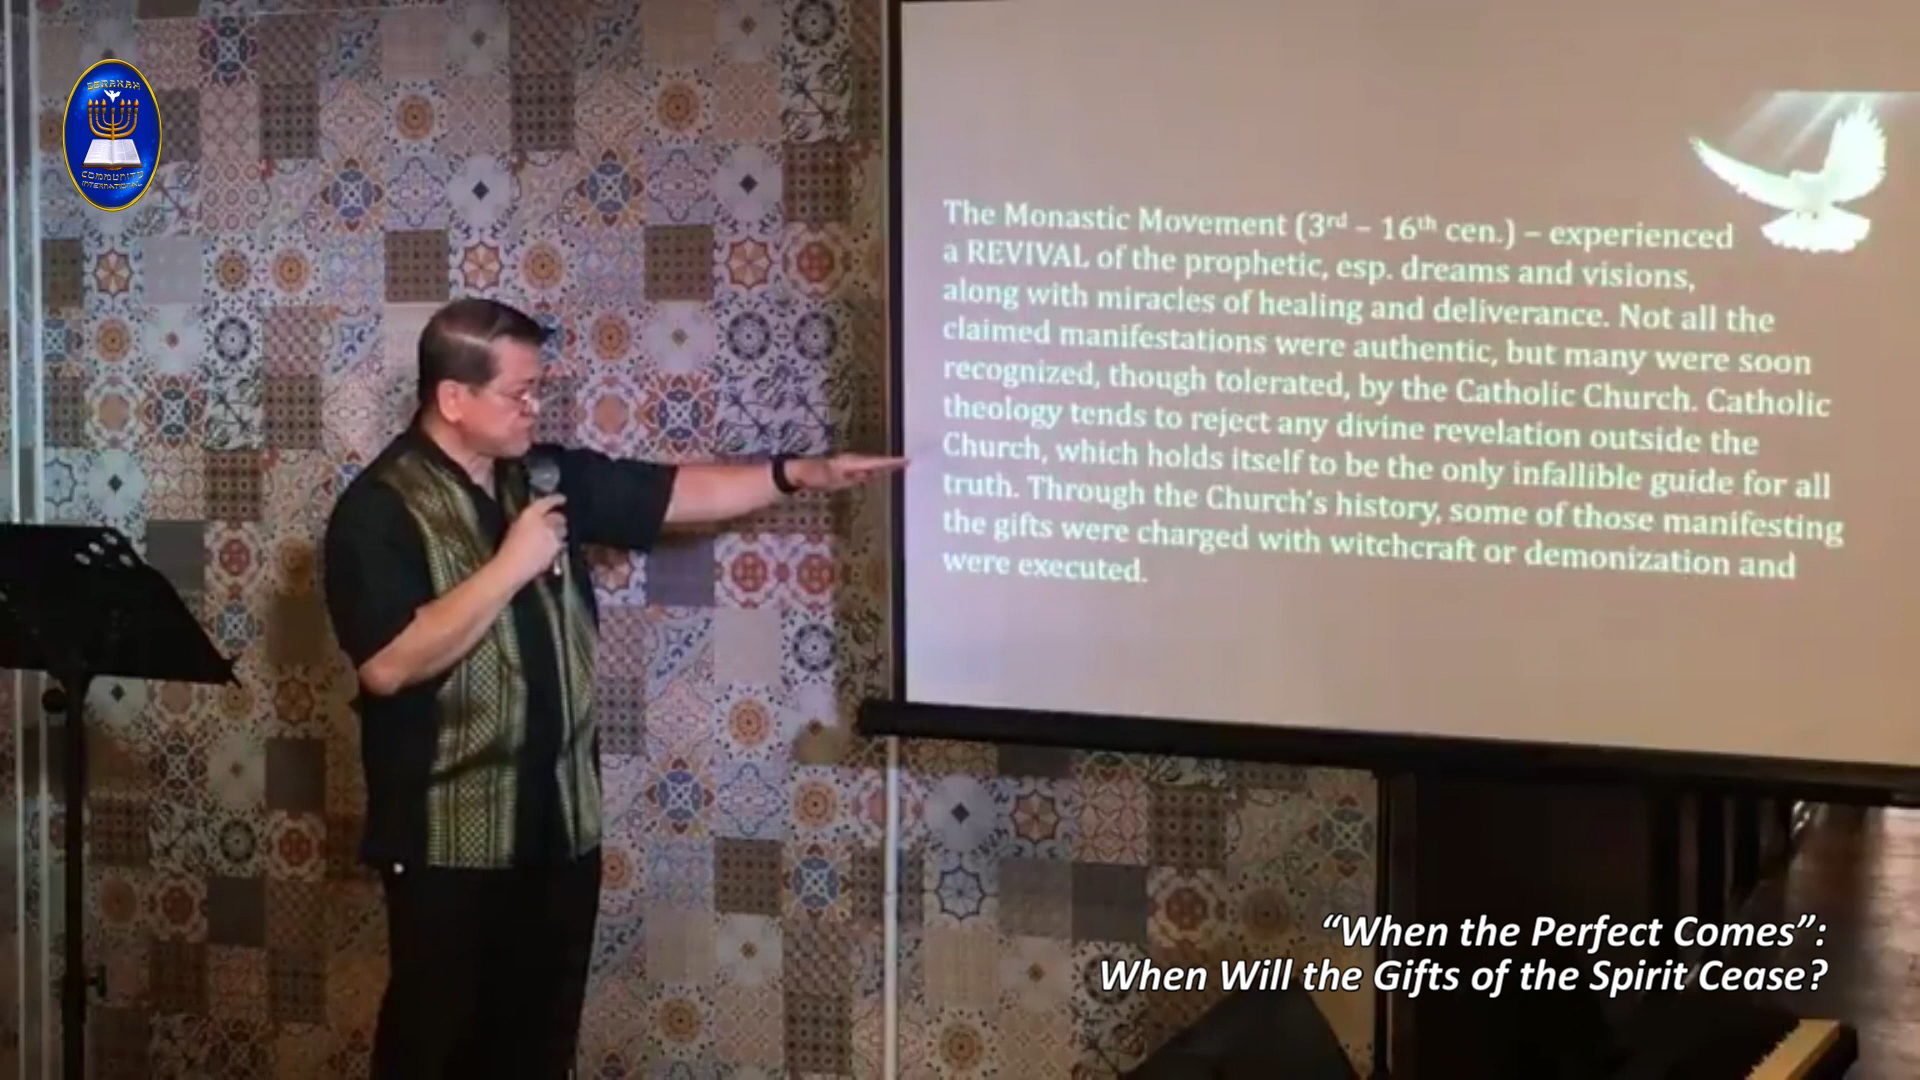 COMMUNITY
INTERNATIONAL
The Monastic Movement (3rd – 16th cen.) – experienced
a REVIVAL of the prophetic, esp. dreams and visions,
along with miracles of healing and deliverance. Not all the
claimed manifestations were authentic, but many were soon
recognized, though tolerated, by the Catholic Church. Catholic
theology tends to reject any divine revelation outside the
Church, which holds itself to be the only infallible guide for all
truth. Through the Church's history, some of those manifesting
the gifts were charged with witchcraft or demonization and
were executed.
“When the Perfect Comes”:
When Will the Gifts of the Spirit Cease?